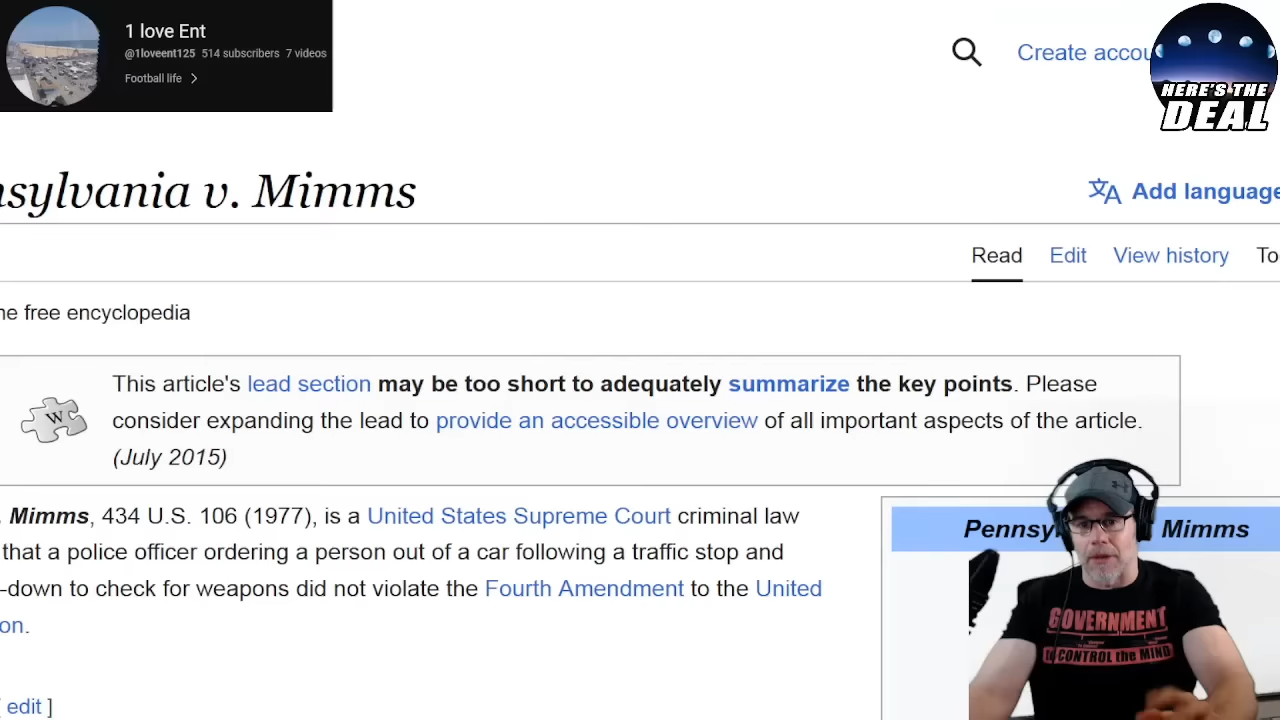 1 love Ent
@1loveent125 514 subscribers 7 videos
Football life
Create accou
HERE'S THE
DEAL
nsylvania v. Mimms
Add language
Read Edit View history To
he free encyclopedia
This article's lead section may be too short to adequately summarize the key points. Please
consider expanding the lead to provide an accessible overview of all important aspects of the article.
(July 2015)
W
. Mimms, 434 U.S. 106 (1977), is a United States Supreme Court criminal law
that a police officer ordering a person out of a car following a traffic stop and
-down to check for weapons did not violate the Fourth Amendment to the United
on.
Pennsy Mimms
[ edit ]
GOVERNMENT
to CONTROL the MIND